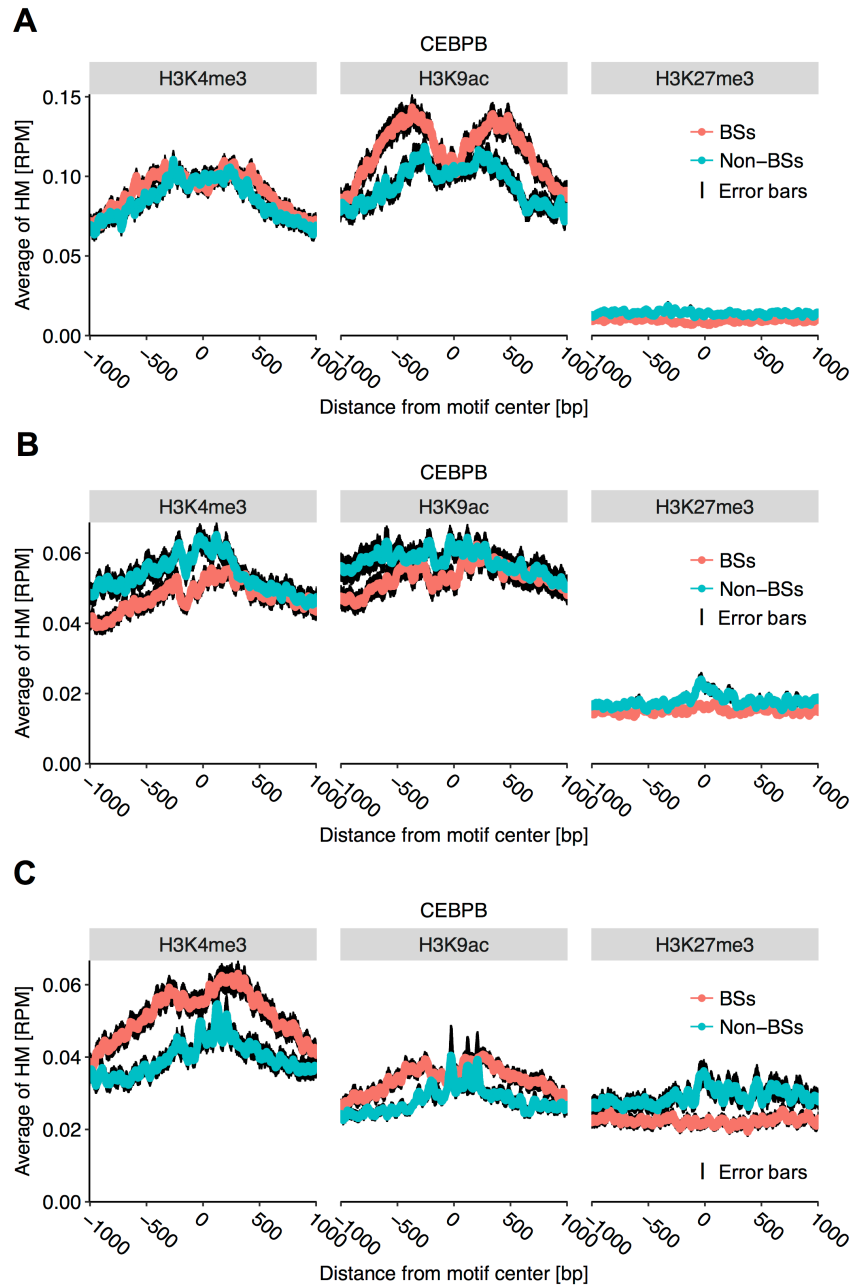 A
CEBPB
H3K4me3 H3K9ac H3K27me3
Average of HM [RPM]
0.15
0.10
0.05
0.00
BSs
Non−BSs
Error bars
−1000 −500 0 500 1000 −1000 −500 0 500 1000 −1000 −500 0 500 1000
Distance from motif center [bp]
B
CEBPB
H3K4me3 H3K9ac H3K27me3
Average of HM [RPM]
0.06
0.04
0.02
0.00
BSs
Non−BSs
Error bars
−1000 −500 0 500 1000 −1000 −500 0 500 1000 −1000 −500 0 500 1000
Distance from motif center [bp]
C
CEBPB
H3K4me3 H3K9ac H3K27me3
Average of HM [RPM]
0.06
0.04
0.02
0.00
BSs
Non−BSs
Error bars
−1000 −500 0 500 1000 −1000 −500 0 500 1000 −1000 −500 0 500 1000
Distance from motif center [bp]